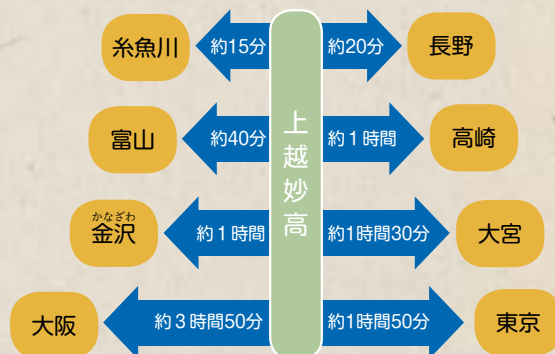 糸魚川 約15分 約20分 長野
富山 約40分 約1時間 高崎
かなざわ
金沢 約1時間 約1時間30分 大宮
大阪 約3時間50分 約1時間50分 東京
上越妙高